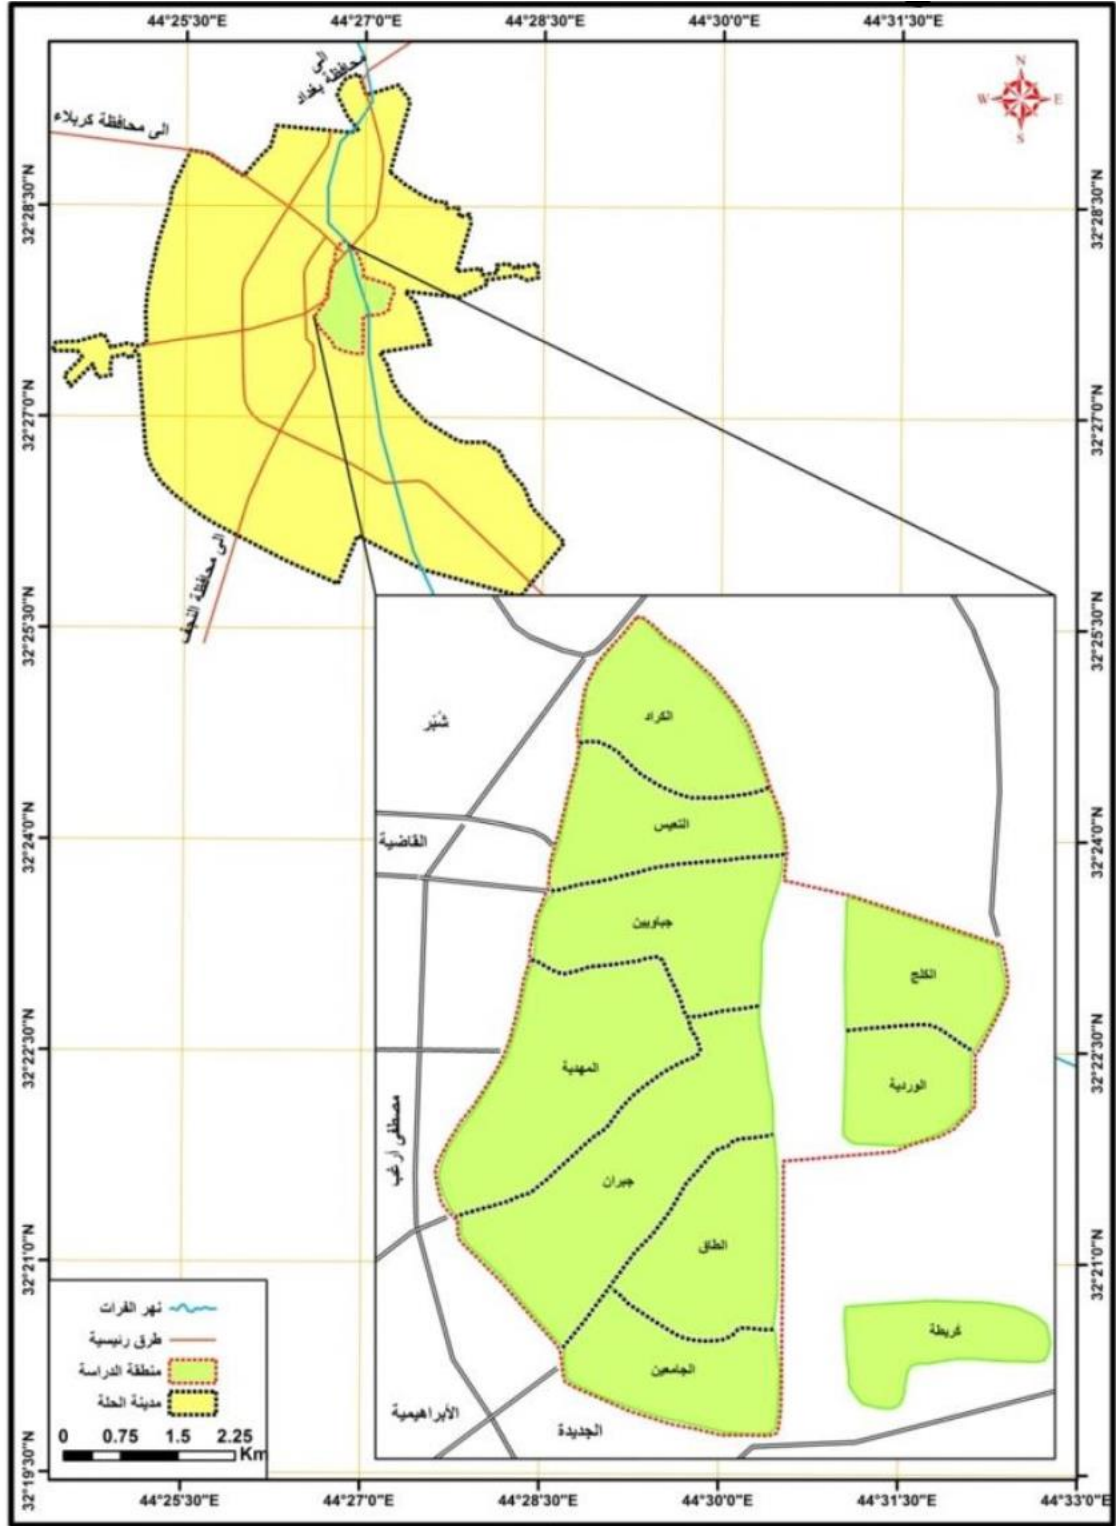 44°25'30"E 44°27'0"E 44°28'30"E 44°30'0"E 44°31'30"E
N
W E
S
الى
محافظة بغداد
الى محافظة كربلاء
32°28'30"N 32°28'30"N
32°27'0"N 32°27'0"N
الى محافظة النجف
32°25'30"N 32°25'30"N
شبر
الكراد
32°24'0"N 32°24'0"N
القاضية
التعيس
جباويين
الكلج
32°22'30"N 32°22'30"N
المهدية
الوردية
مصطفى راغب
جبران
الطاق
32°21'0"N 32°21'0"N
كريطة
الجامعين
الأبراهيمية
الجديدة
نهر الفرات
طرق رئيسية
منطقة الدراسة
مدينة الحلة
0 0.75 1.5 2.25
Km
32°19'30"N
44°25'30"E 44°27'0"E 44°28'30"E 44°30'0"E 44°31'30"E 44°33'0"E